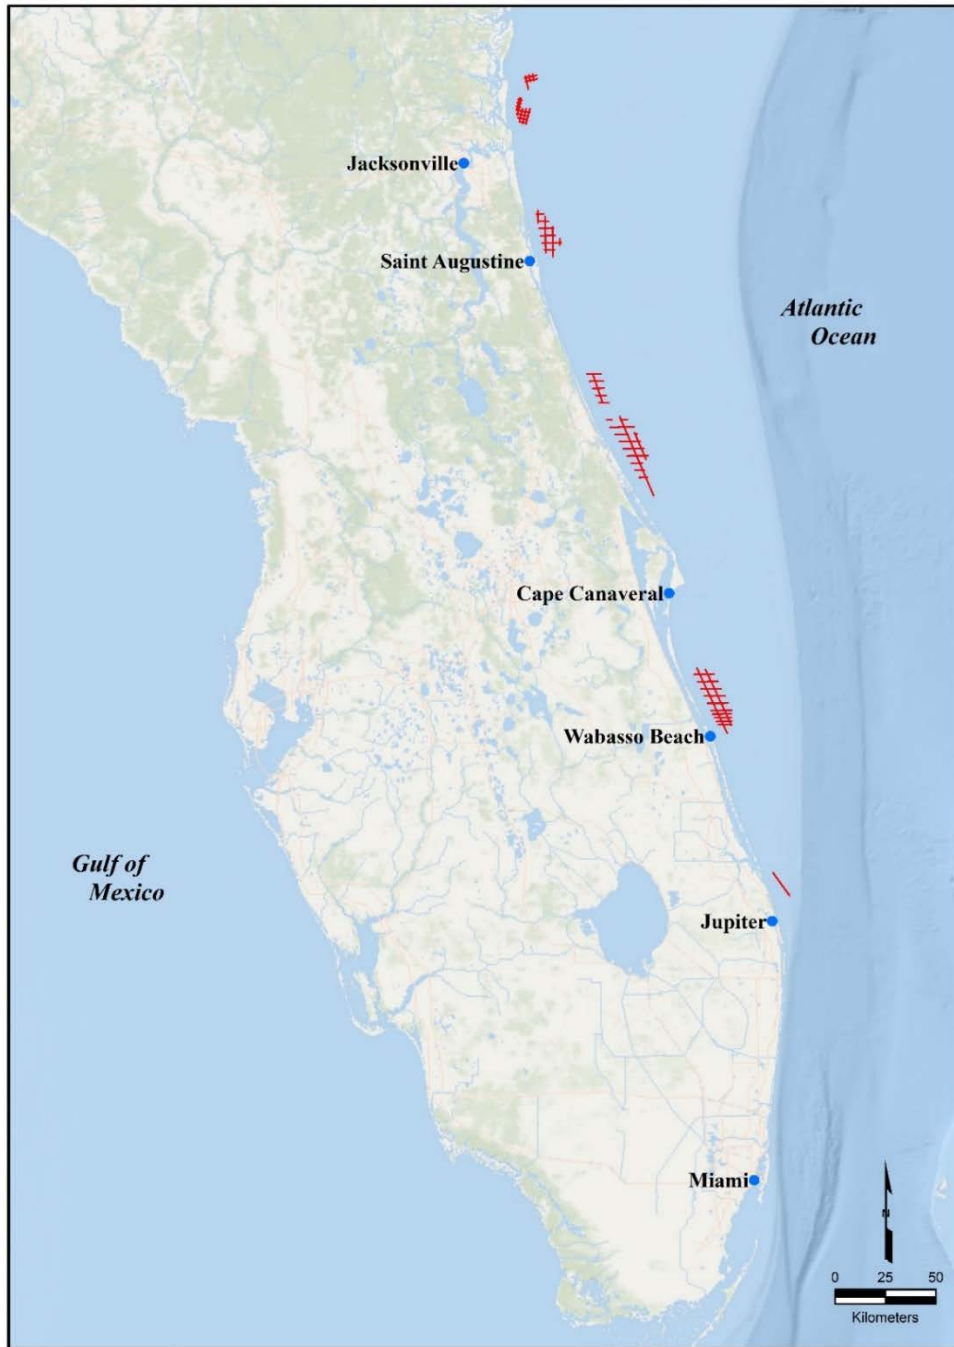 Jacksonville
Saint Augustine
Atlantic
Ocean
Cape Canaveral
Wabasso Beach
Gulf of
Mexico
Jupiter
Miami
N
0 25 50
Kilometers